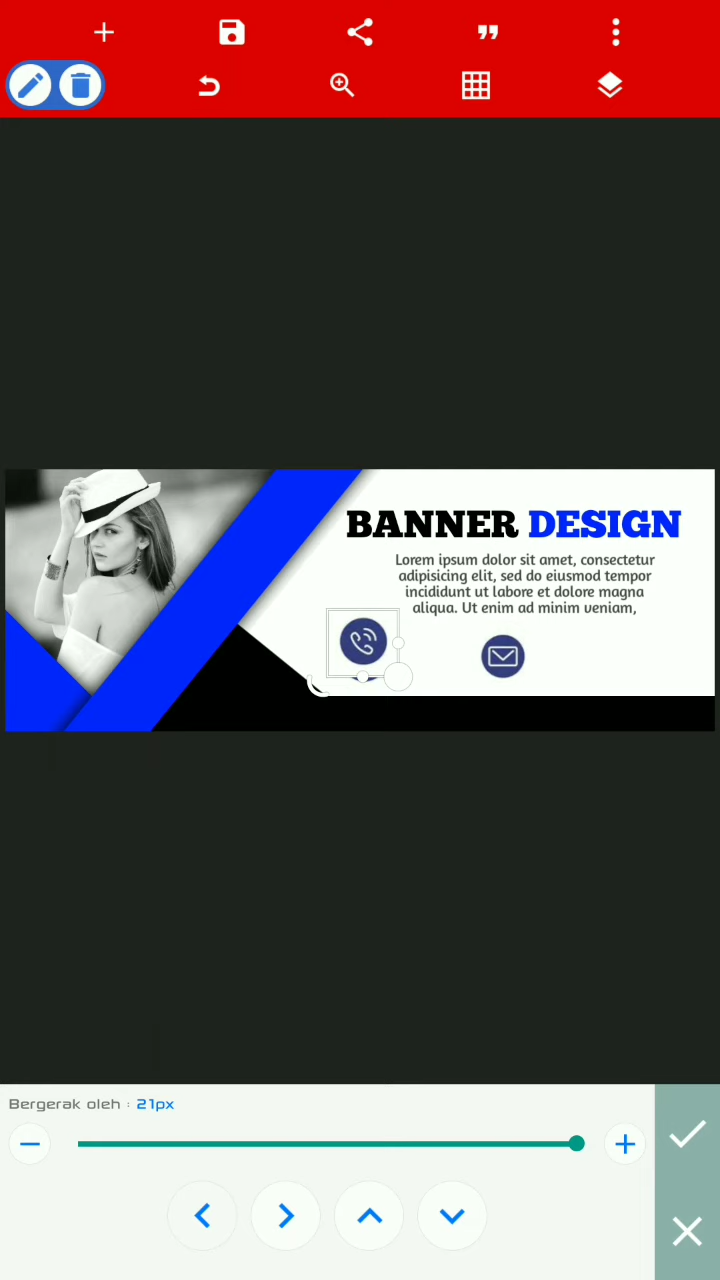 BANNER DESIGN
Lorem ipsum dolor sit amet, consectetur
adipisicing elit, sed do eiusmod tempor
incididunt ut labore et dolore magna
aliqua. Ut enim ad minim veniam,
Bergerak oleh : 21px